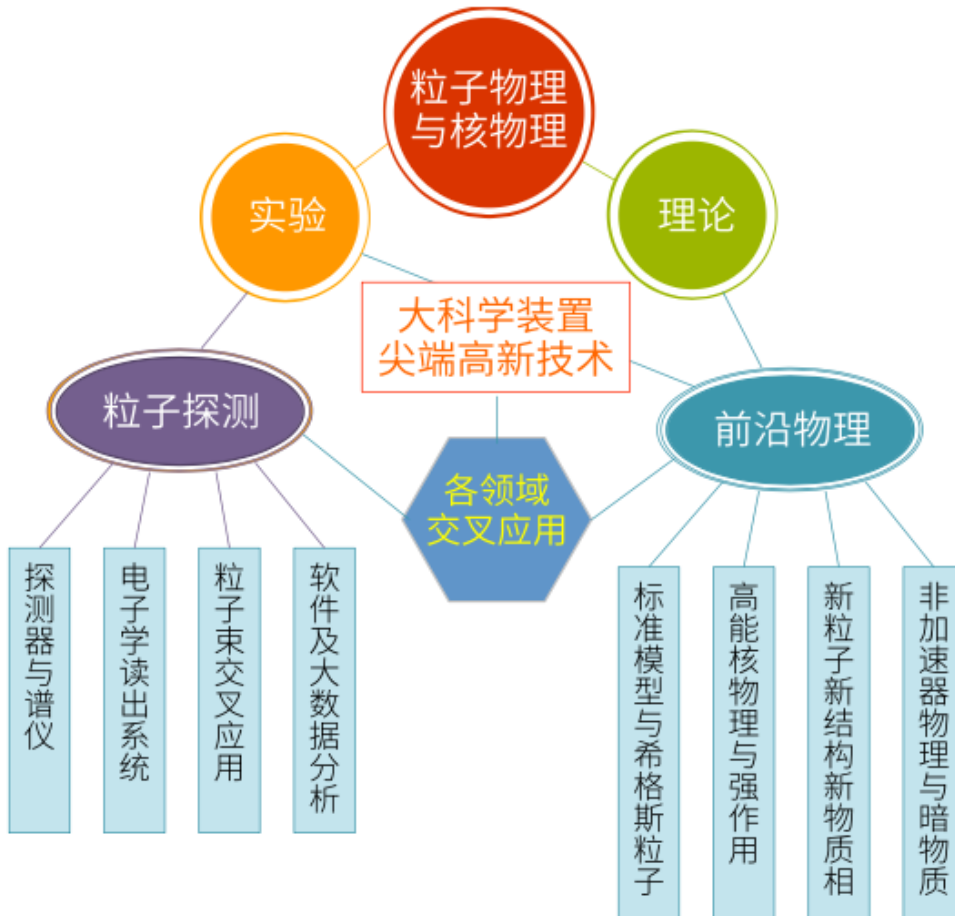 粒子物理
与核物理
实验
理论
大科学装置
尖端高新技术
粒子探测
前沿物理
各领域
交叉应用
探测器与谱仪
电子学读出系统
粒子束交叉应用
软件及大数据分析
标准模型与希格斯粒子
高能核物理与强作用
新粒子新结构新物质相
非加速器物理与暗物质